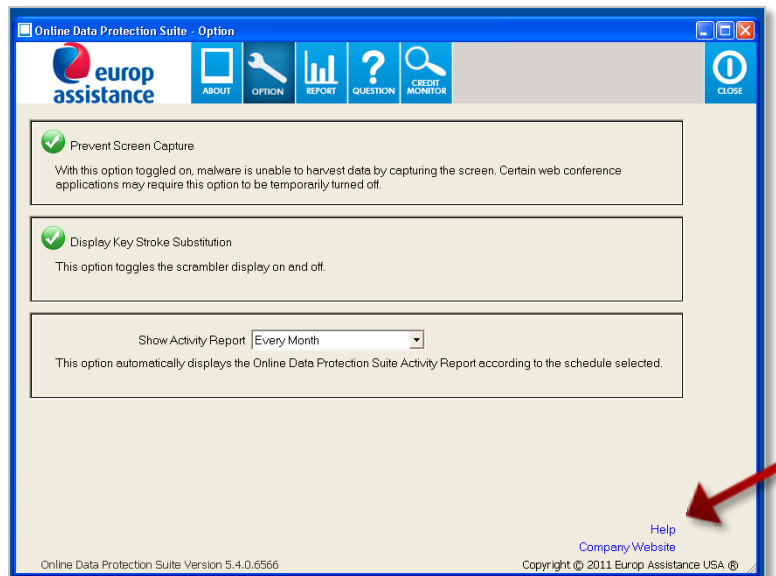 Online Data Protection Suite - Option
europ
assistance
ABOUT
OPTION
REPORT
QUESTION
CREDIT
MONITOR
CLOSE
Prevent Screen Capture
With this option toggled on, malware is unable to harvest data by capturing the screen. Certain web conference
applications may require this option to be temporarily turned off.
Display Key Stroke Substitution
This option toggles the scrambler display on and off.
Show Activity Report Every Month
This option automatically displays the Online Data Protection Suite Activity Report according to the schedule selected.
Help
Company Website
Online Data Protection Suite Version 5.4.0.6566
Copyright © 2011 Europ Assistance USA ®